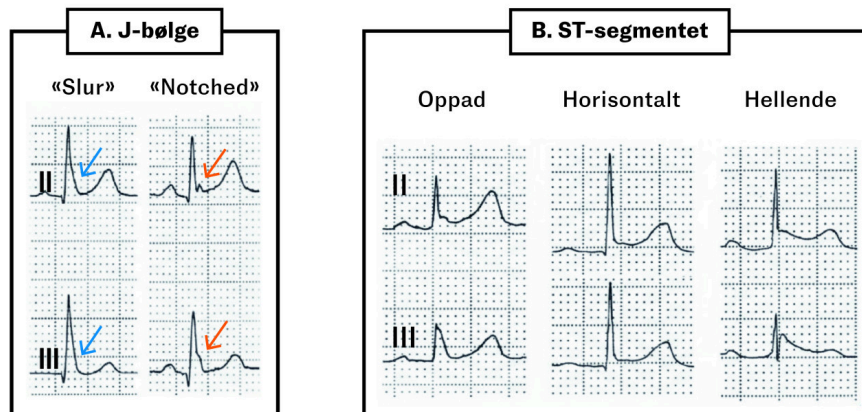 A. J-bølge
«Slur» «Notched»
II
III
B. ST-segmentet
Oppad Horisontalt Hellende
II
III